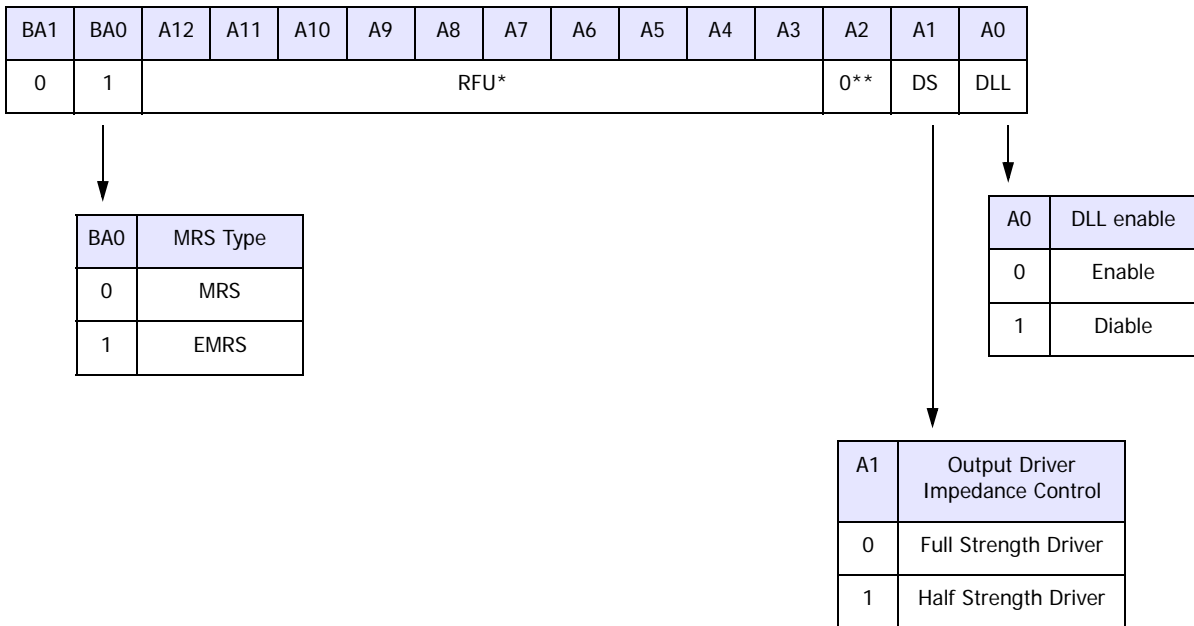 BA1 BA0 A12 A11 A10 A9 A8 A7 A6 A5 A4 A3 A2 A1 A0
0 1 RFU* 0** DS DLL
BA0 MRS Type
0 MRS
1 EMRS
A0 DLL enable
0 Enable
1 Diable
A1 Output Driver
Impedance Control
0 Full Strength Driver
1 Half Strength Driver